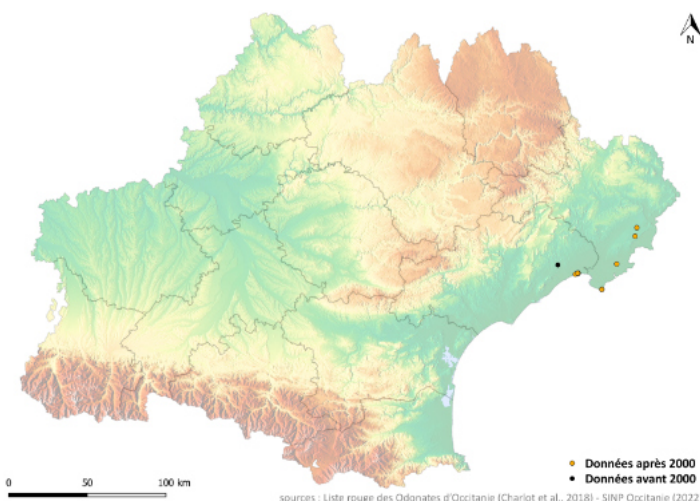 N
Données après 2000
Données avant 2000
0 50 100 km
sources : Liste rouge des Odonates d'Occitanie (Charlot et al., 2018) - SINP Occitanie (2022